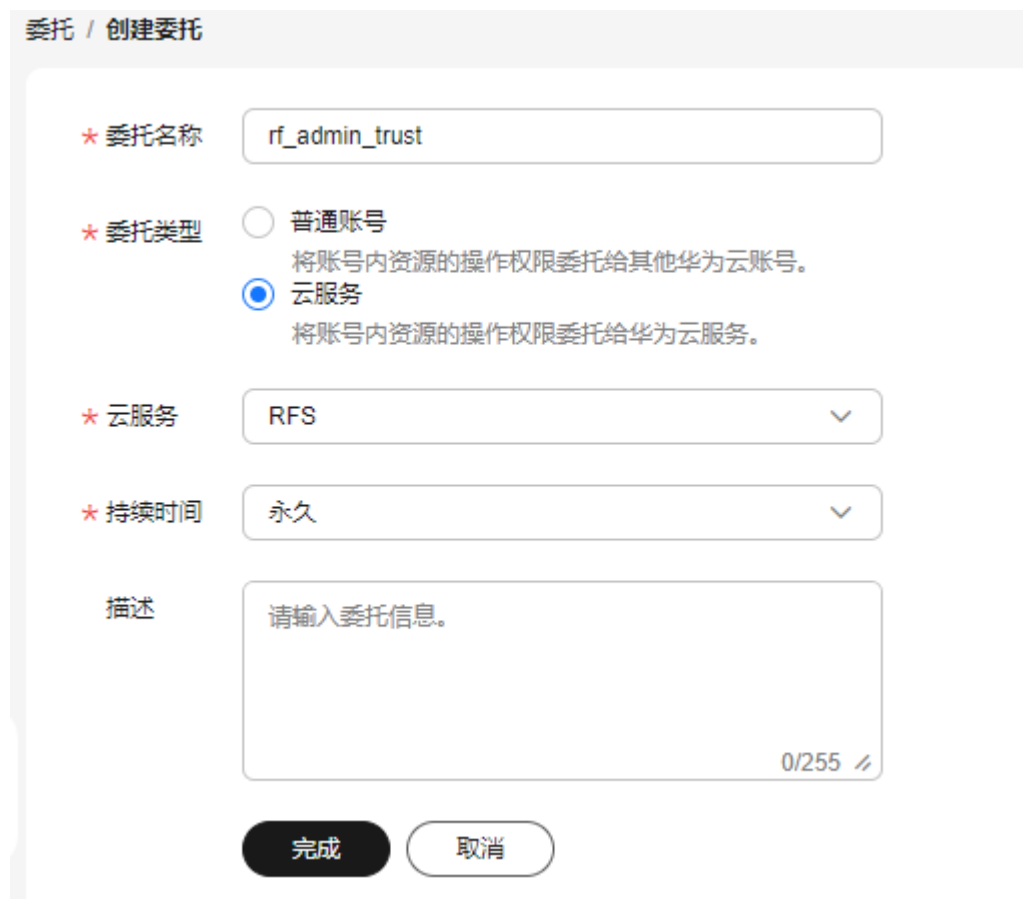 委托 / 创建委托
* 委托名称 rf_admin_trust
* 委托类型 普通账号
将账号内资源的操作权限委托给其他华为云账号。
云服务
将账号内资源的操作权限委托给华为云服务。
* 云服务 RFS
* 持续时间 永久
描述 请输入委托信息。
0/255
完成 取消